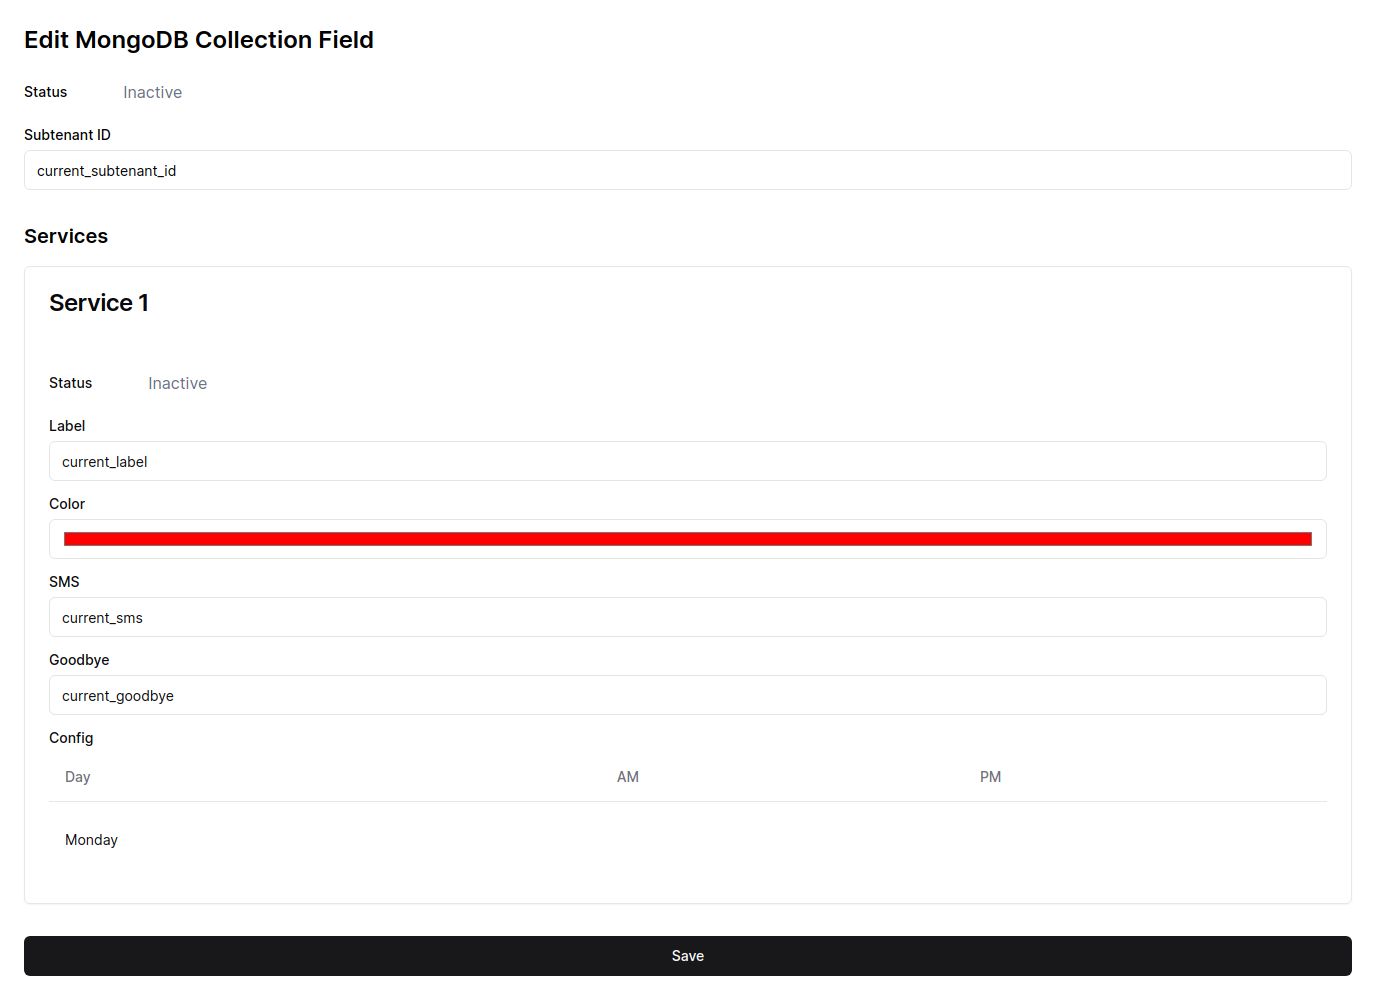 Edit MongoDB Collection Field
Status Inactive
Subtenant ID
current_subtenant_id
Services
Service 1
Status Inactive
Label
current_label
Color
SMS
current_sms
Goodbye
current_goodbye
Config
Day AM PM
Monday
Save